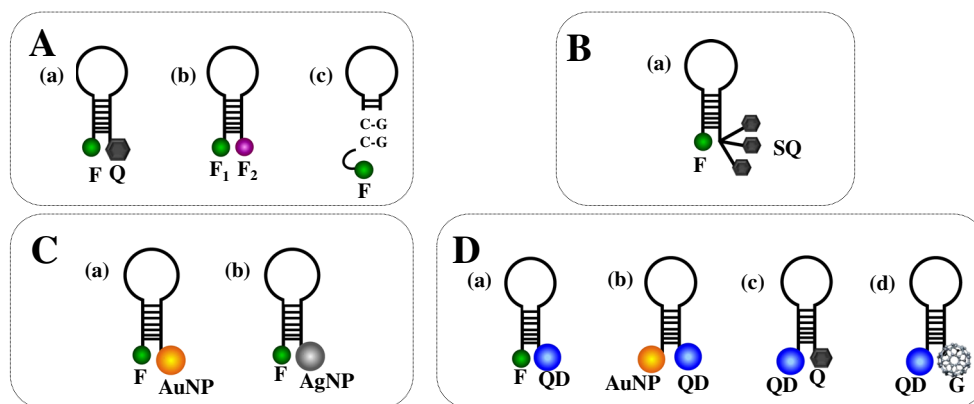 A
(a)
F Q
(b)
F₁ F₂
(c)
C-G
C-G
F
B
(a)
F
SQ
C
(a)
F
AuNP
(b)
F
AgNP
D
(a)
F QD
(b)
AuNP QD
(c)
QD Q
(d)
QD G